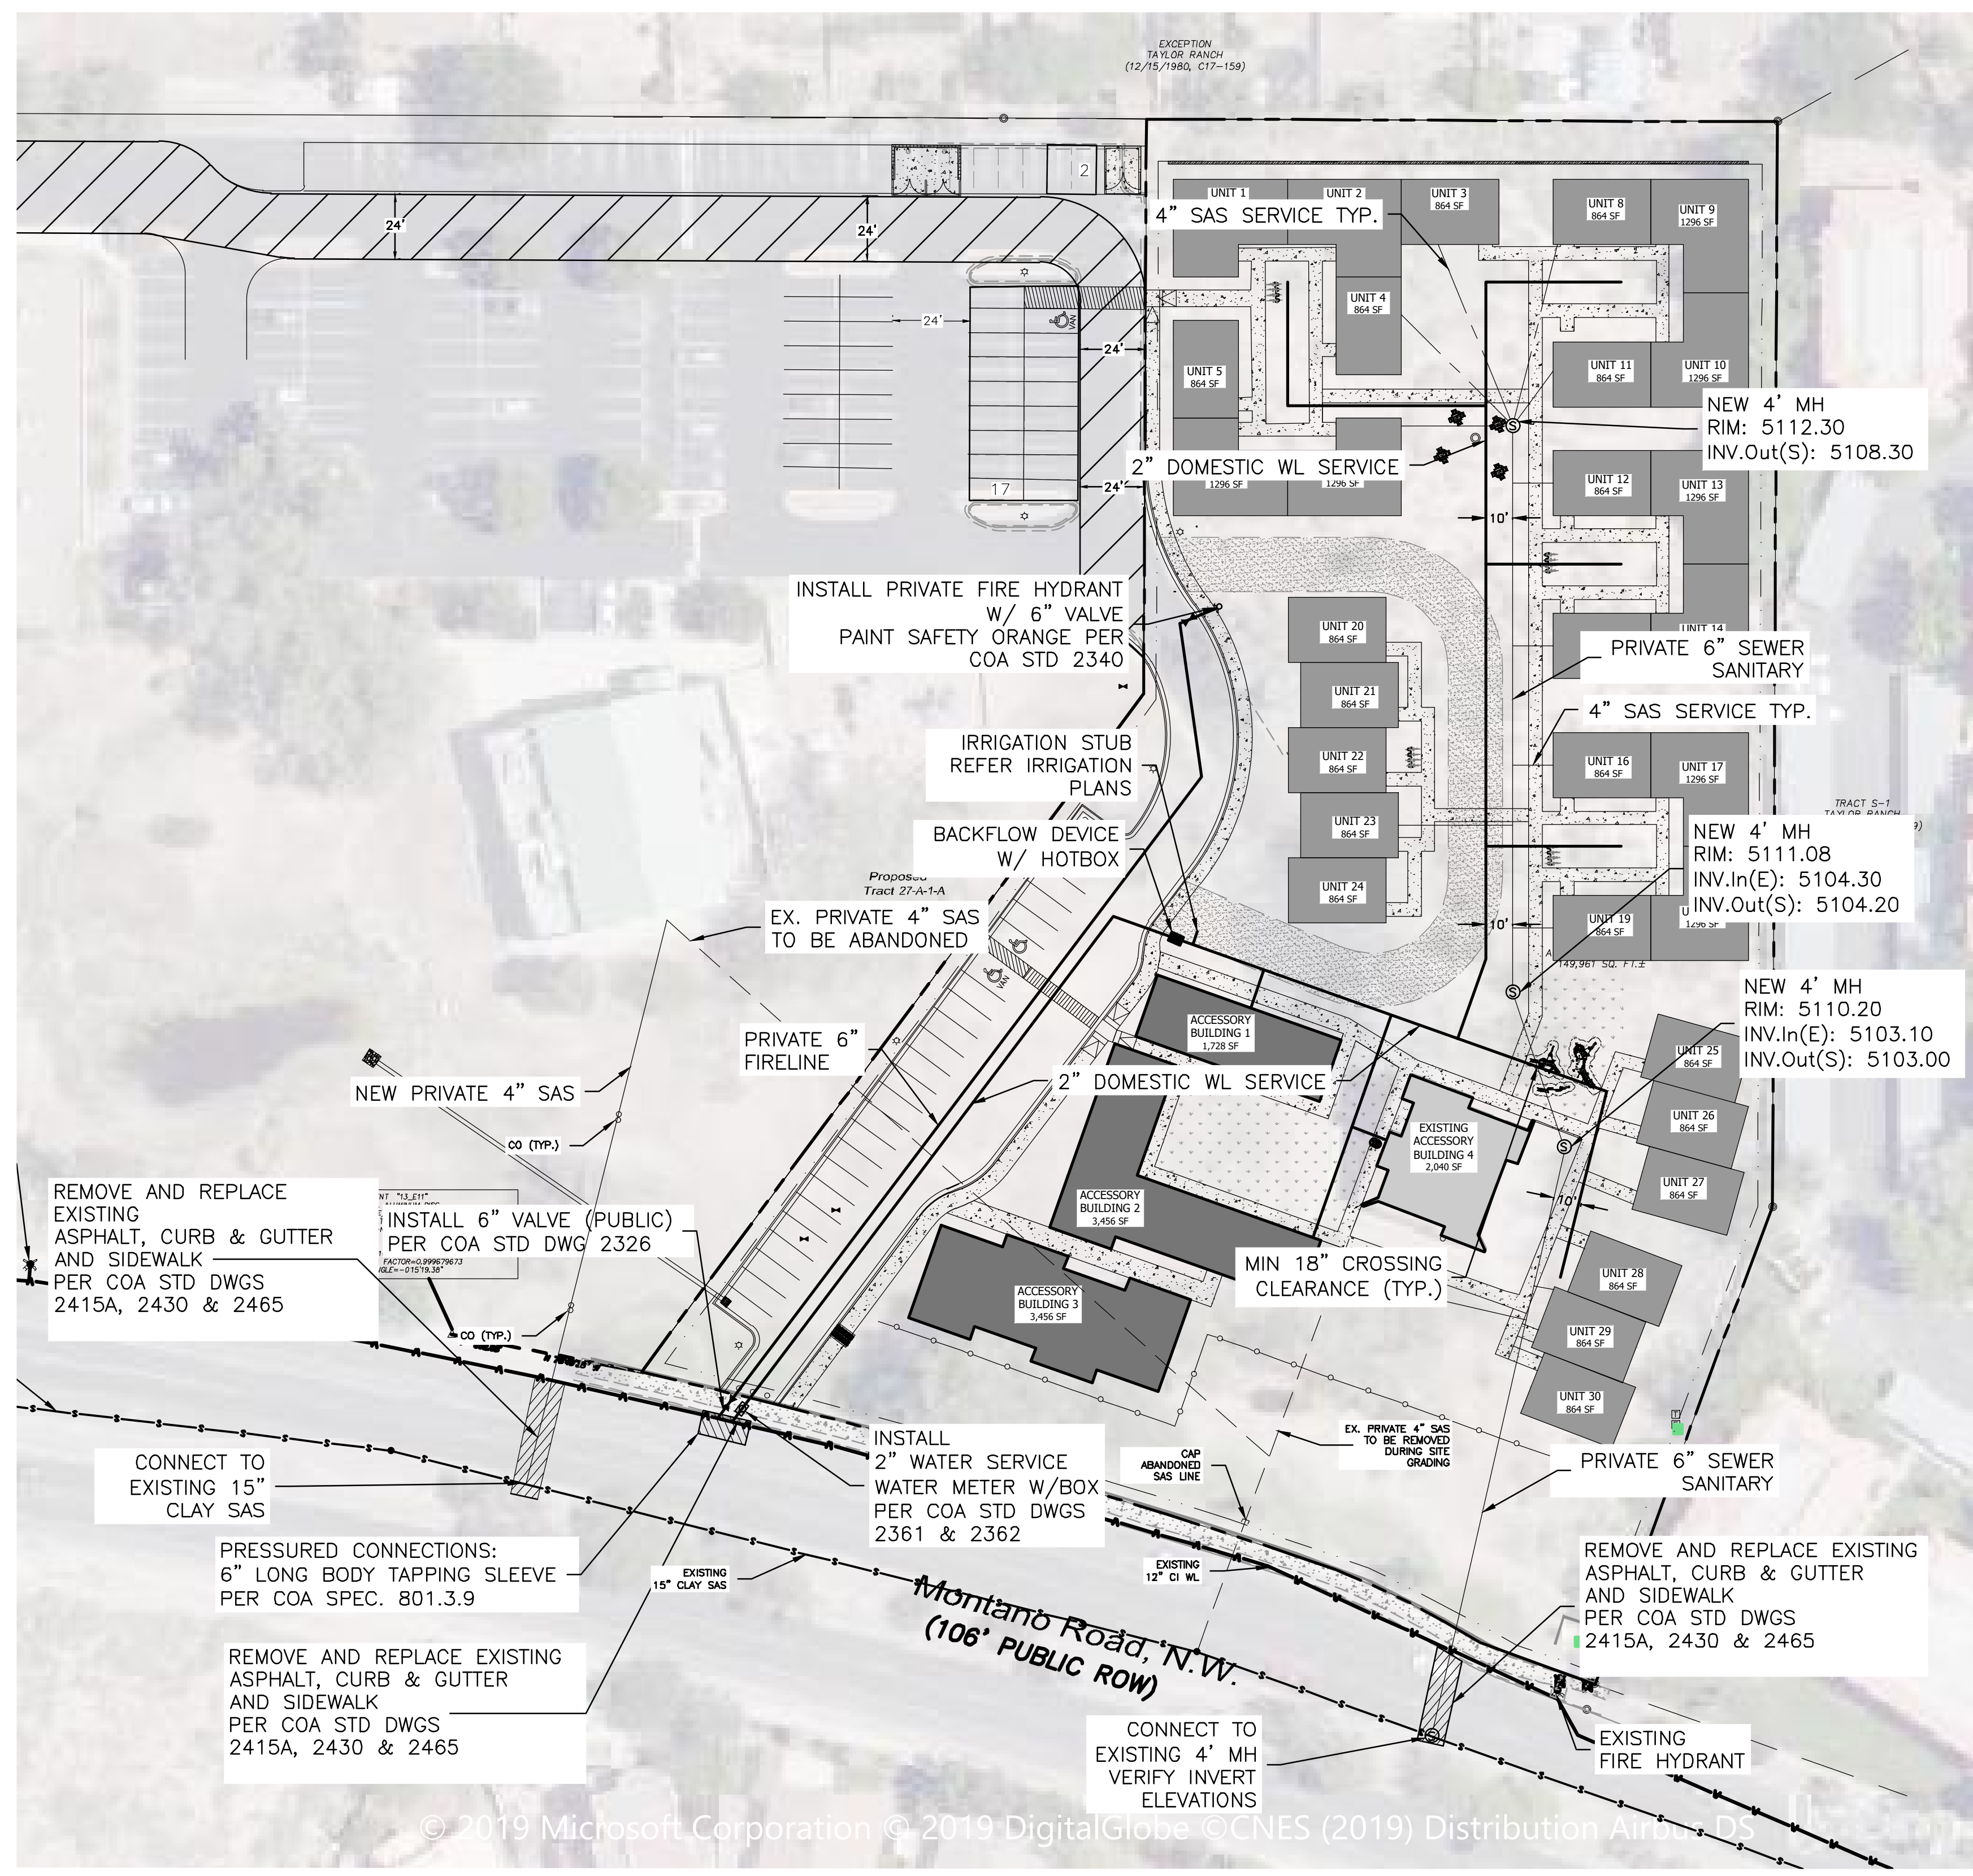 EXCEPTION
TAYLOR RANCH
(12/15/1980, C17-159)
2
24'
24'
UNIT 1
UNIT 2
UNIT 3
864 SF
UNIT 8
864 SF
UNIT 9
1296 SF
4" SAS SERVICE TYP.
UNIT 4
864 SF
24'
VAN
24'
UNIT 5
864 SF
UNIT 11
864 SF
UNIT 10
1296 SF
NEW 4' MH
RIM: 5112.30
INV.Out(S): 5108.30
S
2" DOMESTIC WL SERVICE
1296 SF
1296 SF
UNIT 12
864 SF
UNIT 13
1296 SF
17
24'
10'
INSTALL PRIVATE FIRE HYDRANT
W/ 6" VALVE
PAINT SAFETY ORANGE PER
COA STD 2340
UNIT 20
864 SF
UNIT 14
PRIVATE 6" SEWER
SANITARY
UNIT 21
864 SF
4" SAS SERVICE TYP.
IRRIGATION STUB
REFER IRRIGATION
PLANS
UNIT 22
864 SF
UNIT 16
864 SF
UNIT 17
1296 SF
TRACT S-1
TAYLOR RANCH
BACKFLOW DEVICE
W/ HOTBOX
UNIT 23
864 SF
NEW 4' MH
RIM: 5111.08
INV.In(E): 5104.30
INV.Out(S): 5104.20
Proposed
Tract 27-A-1-A
UNIT 24
864 SF
EX. PRIVATE 4" SAS
TO BE ABANDONED
10'
UNIT 19
864 SF
1296 SF
149,961 SQ. FT.±
VAN
S
NEW 4' MH
RIM: 5110.20
INV.In(E): 5103.10
INV.Out(S): 5103.00
ACCESSORY
BUILDING 1
1,728 SF
PRIVATE 6"
FIRELINE
UNIT 25
864 SF
NEW PRIVATE 4" SAS
2" DOMESTIC WL SERVICE
UNIT 26
864 SF
CO (TYP.)
EXISTING
ACCESSORY
BUILDING 4
2,040 SF
S
UNIT 27
864 SF
10'
REMOVE AND REPLACE
EXISTING
ASPHALT, CURB & GUTTER
AND SIDEWALK
PER COA STD DWGS
2415A, 2430 & 2465
NT "13_E11"
FACTOR=0.999679673
INSTALL 6" VALVE (PUBLIC)
PER COA STD DWG 2326
ACCESSORY
BUILDING 2
3,456 SF
MIN 18" CROSSING
CLEARANCE (TYP.)
UNIT 28
864 SF
ACCESSORY
BUILDING 3
3,456 SF
CO (TYP.)
UNIT 29
864 SF
UNIT 30
864 SF
CONNECT TO
EXISTING 15"
CLAY SAS
INSTALL
2" WATER SERVICE
WATER METER W/BOX
PER COA STD DWGS
2361 & 2362
CAP
ABANDONED
SAS LINE
EX. PRIVATE 4" SAS
TO BE REMOVED
DURING SITE
GRADING
PRIVATE 6" SEWER
SANITARY
PRESSURED CONNECTIONS:
6" LONG BODY TAPPING SLEEVE
PER COA SPEC. 801.3.9
EXISTING
15" CLAY SAS
EXISTING
12" CI WL
REMOVE AND REPLACE EXISTING
ASPHALT, CURB & GUTTER
AND SIDEWALK
PER COA STD DWGS
2415A, 2430 & 2465
Montano Road, N.W.
(106' PUBLIC ROW)
REMOVE AND REPLACE EXISTING
ASPHALT, CURB & GUTTER
AND SIDEWALK
PER COA STD DWGS
2415A, 2430 & 2465
CONNECT TO
EXISTING 4' MH
VERIFY INVERT
ELEVATIONS
S
EXISTING
FIRE HYDRANT
© 2019 Microsoft Corporation © 2019 DigitalGlobe ©CNES (2019) Distribution Airbus DS